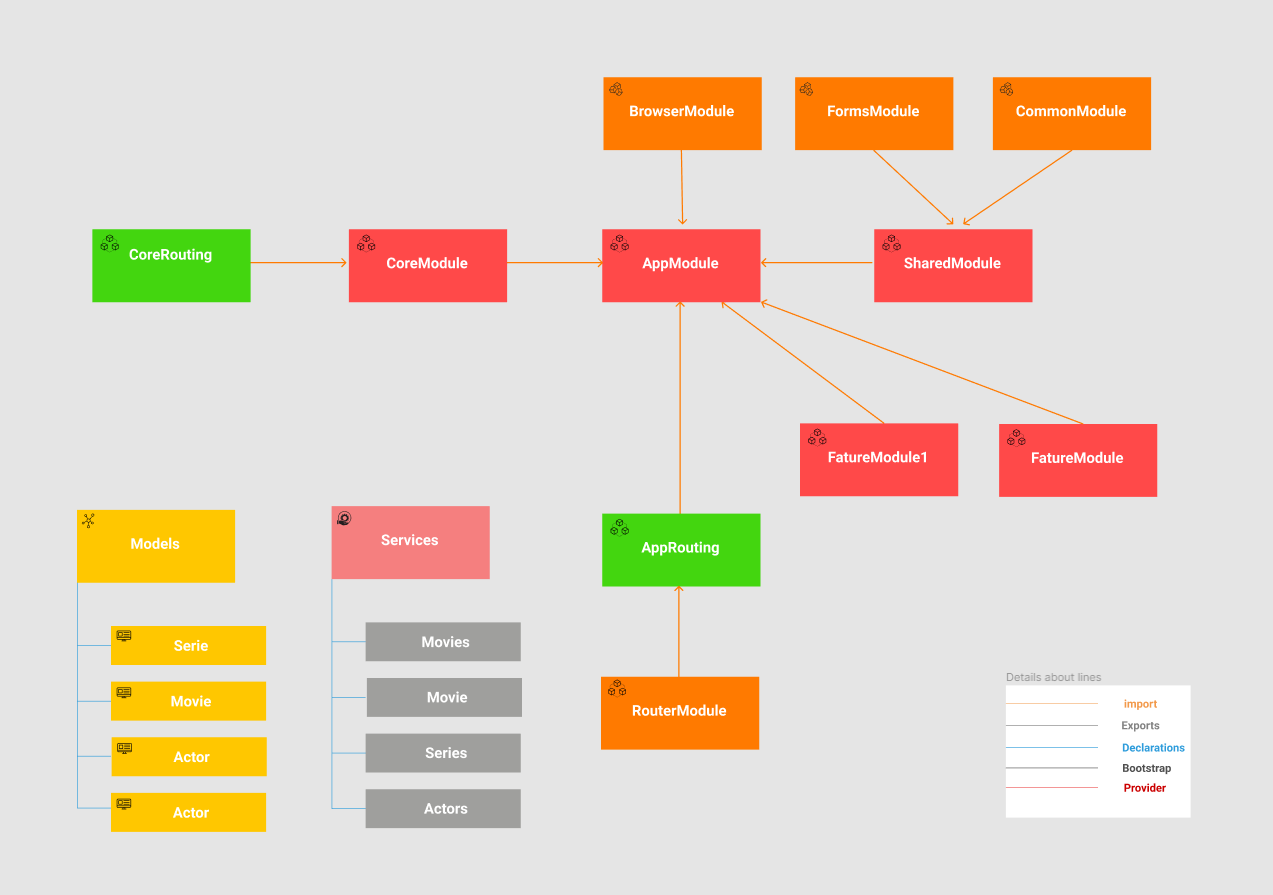 BrowserModule
FormsModule
CommonModule
CoreRouting
CoreModule
AppModule
SharedModule
FatureModule1
FatureModule
Models
Services
AppRouting
Serie
Movies
Movie
Movie
RouterModule
Actor
Series
Actor
Actors
Details about lines
import
Exports
Declarations
Bootstrap
Provider